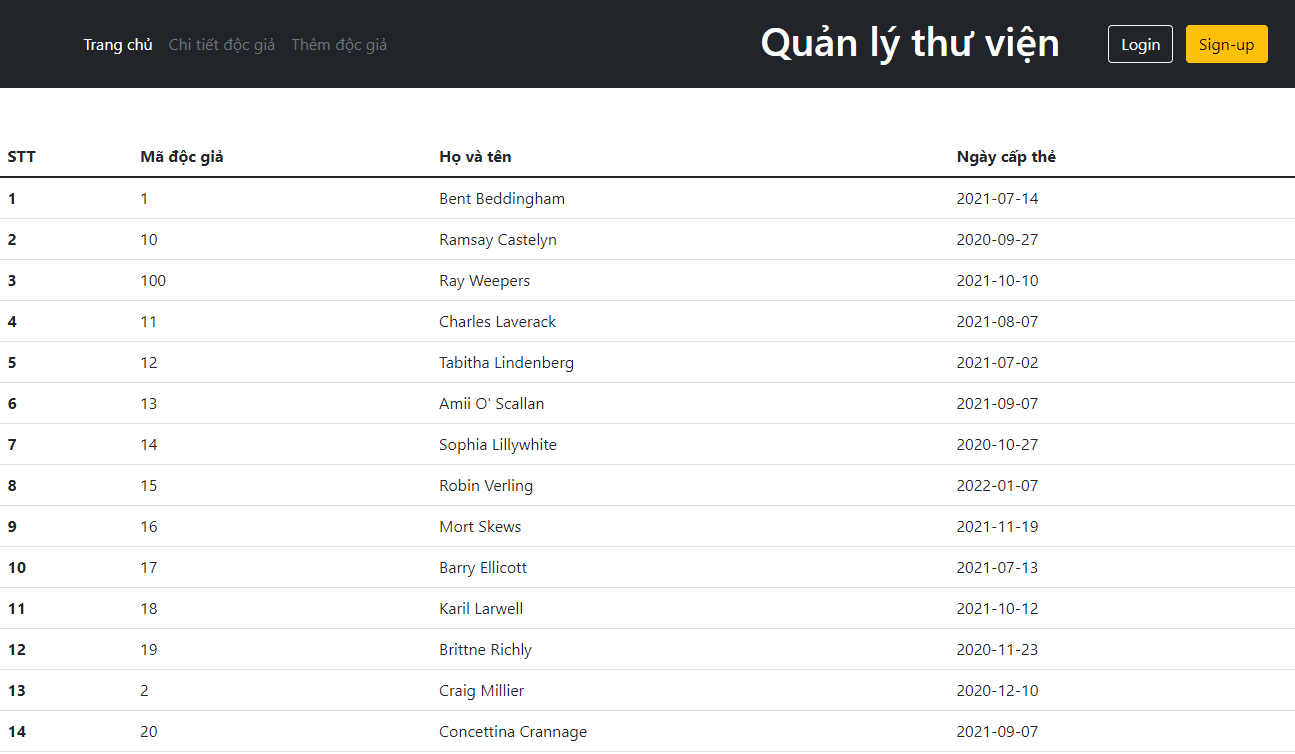 Trang chủ Chi tiết độc giả Thêm độc giả Quản lý thư viện Login Sign-up
STT Mã độc giả Họ và tên Ngày cấp thẻ
1 1 Bent Beddingham 2021-07-14
2 10 Ramsay Castelyn 2020-09-27
3 100 Ray Weepers 2021-10-10
4 11 Charles Laverack 2021-08-07
5 12 Tabitha Lindenberg 2021-07-02
6 13 Amii O' Scallan 2021-09-07
7 14 Sophia Lillywhite 2020-10-27
8 15 Robin Verling 2022-01-07
9 16 Mort Skews 2021-11-19
10 17 Barry Ellicott 2021-07-13
11 18 Karil Larwell 2021-10-12
12 19 Brittne Richly 2020-11-23
13 2 Craig Millier 2020-12-10
14 20 Concettina Crannage 2021-09-07